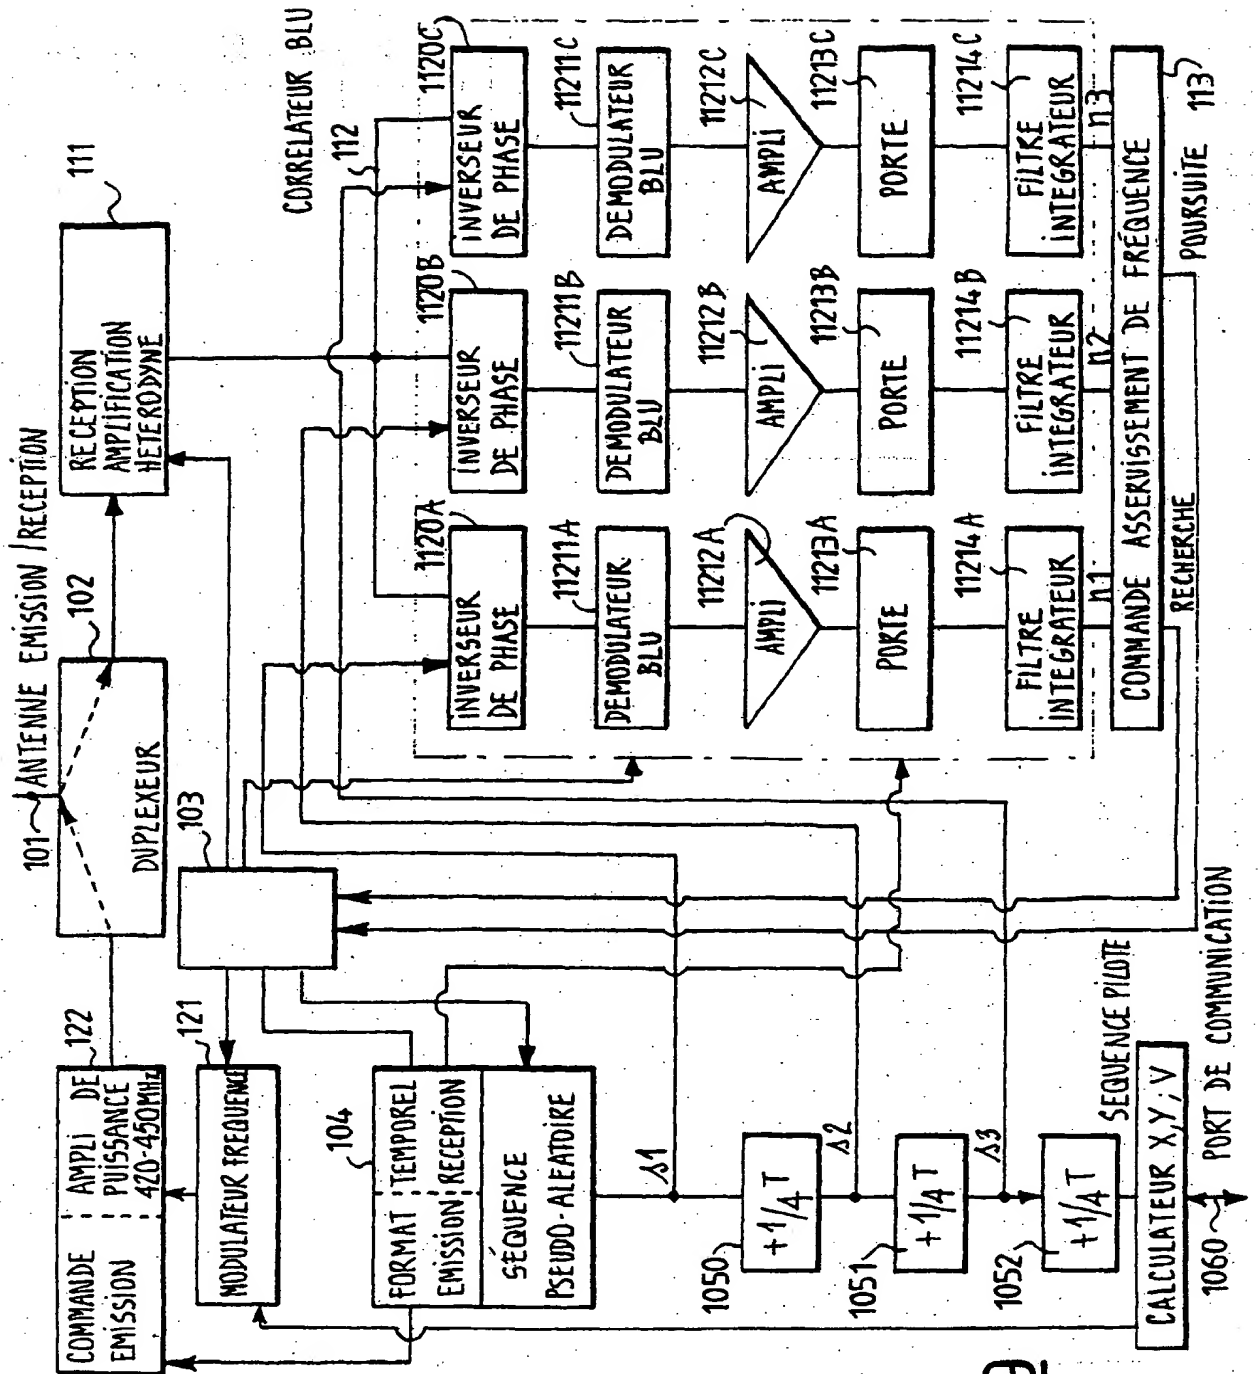 ANTENNE EMISSION / RECEPTION
101
102
DUPLEXEUR
COMMANDE EMISSION
AMPLI DE PUISSANCE 420-450MHz
122
121
MODULATEUR FREQUENCE
103
RECEPTION
AMPLIFICATION
HETERODYNE
111
CORRELATEUR BLU
112
104
FORMAT TEMPOREL
EMISSION RECEPTION
SÉQUENCE
PSEUDO-ALEATOIRE
s1
1050
+1/4 T
s2
1051
+1/4 T
s3
1052
+1/4 T
SEQUENCE PILOTE
CALCULATEUR X,Y ; V
1060
PORT DE COMMUNICATION
1120A
INVERSEUR
DE PHASE
11211A
DEMODULATEUR
BLU
11212A
AMPLI
11213A
PORTE
11214A
FILTRE
INTEGRATEUR
n1
1120B
INVERSEUR
DE PHASE
11211B
DEMODULATEUR
BLU
11212B
AMPLI
11213B
PORTE
11214B
FILTRE
INTEGRATEUR
n2
1120C
INVERSEUR
DE PHASE
11211C
DEMODULATEUR
BLU
11212C
AMPLI
11213C
PORTE
11214C
FILTRE
INTEGRATEUR
n3
COMMANDE ASSERVISSEMENT DE FRÉQUENCE
RECHERCHE
POURSUITE
113